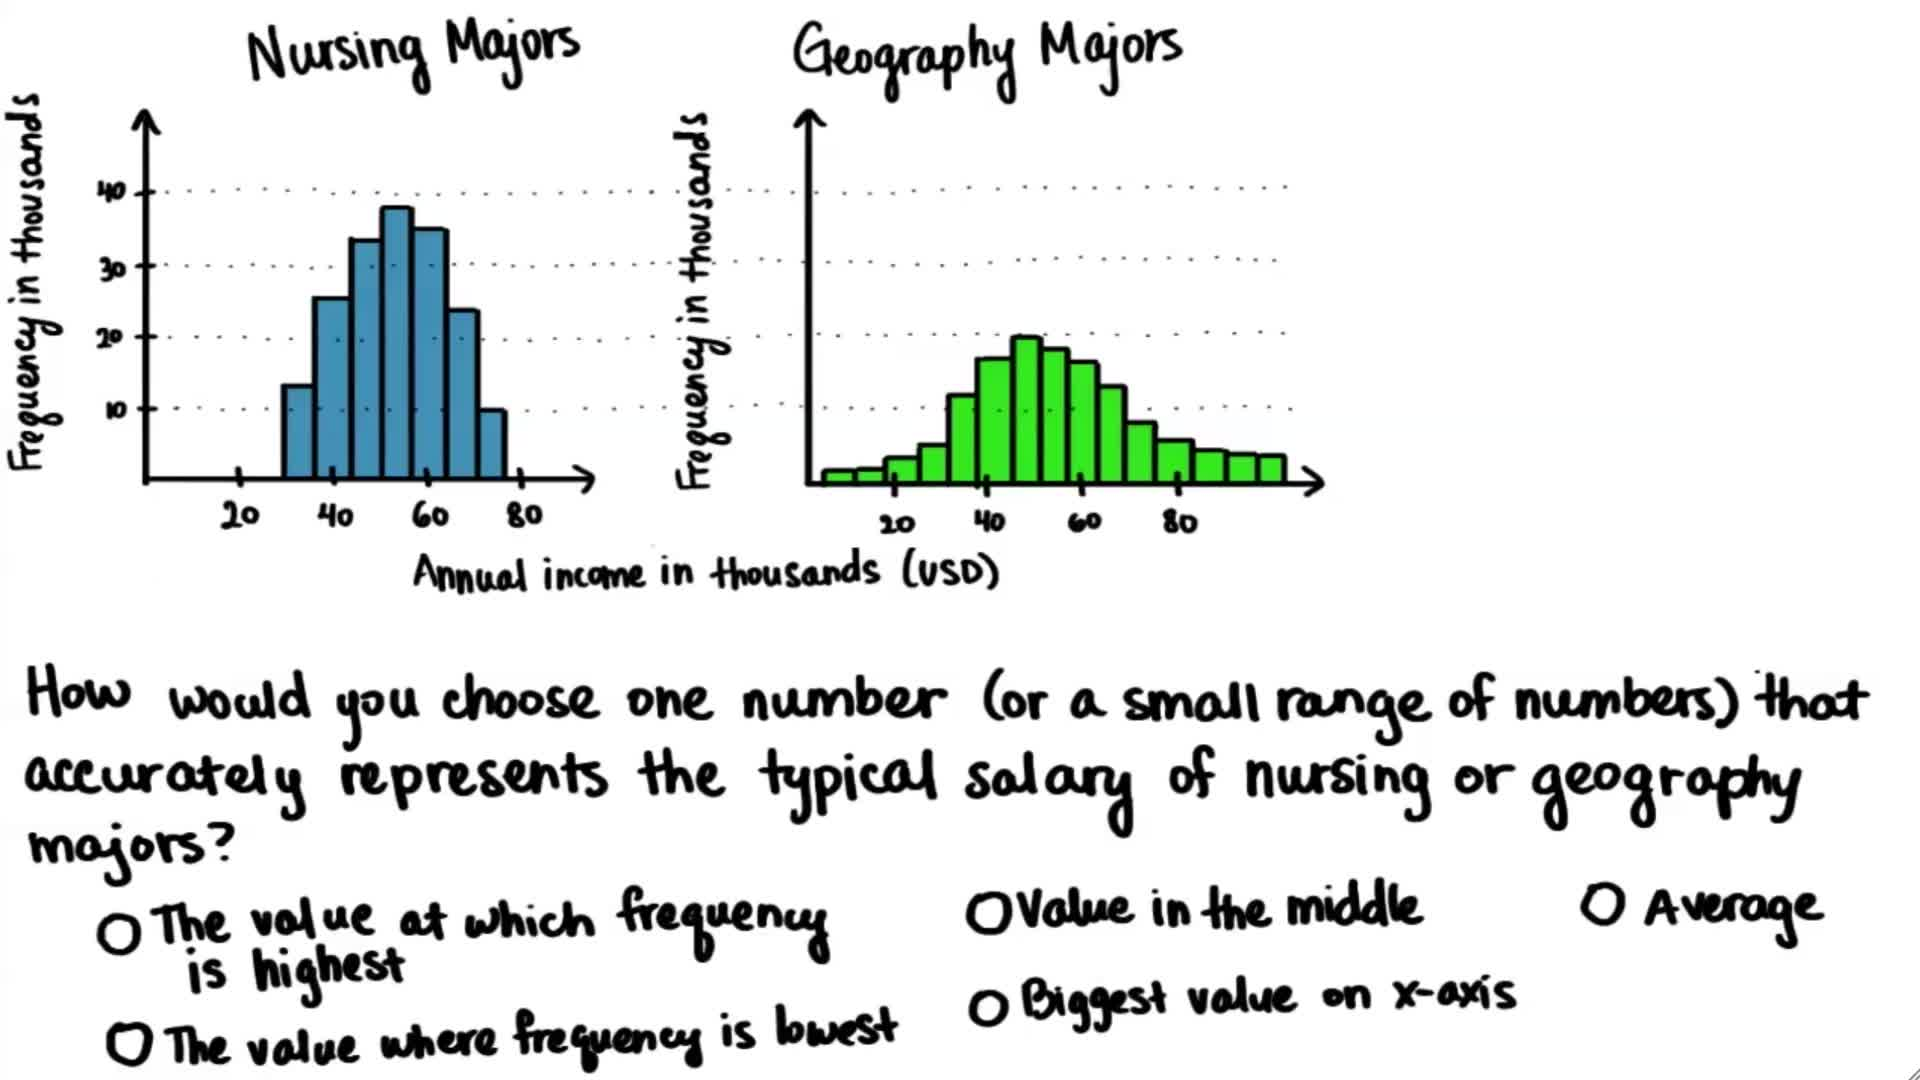 Nursing Majors
Geography Majors
Frequency in thousands
40
30
20
10
20 40 60 80
Frequency in thousands
20 40 60 80
Annual income in thousands (USD)
How would you choose one number (or a small range of numbers) that
accurately represents the typical salary of nursing or geography
majors?
The value at which frequency
is highest
The value where frequency is lowest
Value in the middle
Biggest value on x-axis
Average